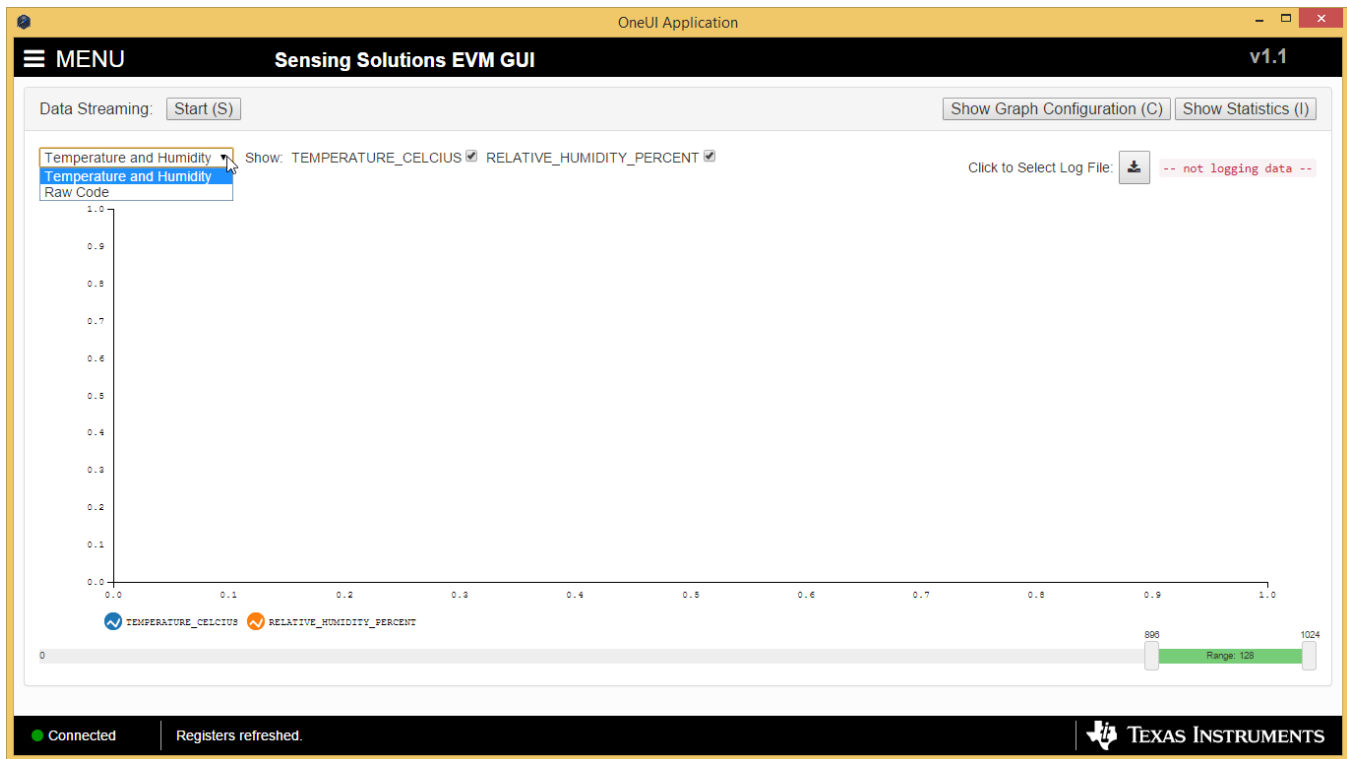 OneUI Application
MENU
Sensing Solutions EVM GUI
v1.1
Data Streaming: Start (S)
Show Graph Configuration (C) Show Statistics (I)
Temperature and Humidity Show: TEMPERATURE_CELCIUS RELATIVE_HUMIDITY_PERCENT
Click to Select Log File: -- not logging data --
Temperature and Humidity
Raw Code
1.0
0.9
0.8
0.7
0.6
0.5
0.4
0.3
0.2
0.1
0.0
0.0 0.1 0.2 0.3 0.4 0.5 0.6 0.7 0.8 0.9 1.0
TEMPERATURE_CELCIUS RELATIVE_HUMIDITY_PERCENT
896 1024
0 Range: 128
Connected Registers refreshed. TEXAS INSTRUMENTS